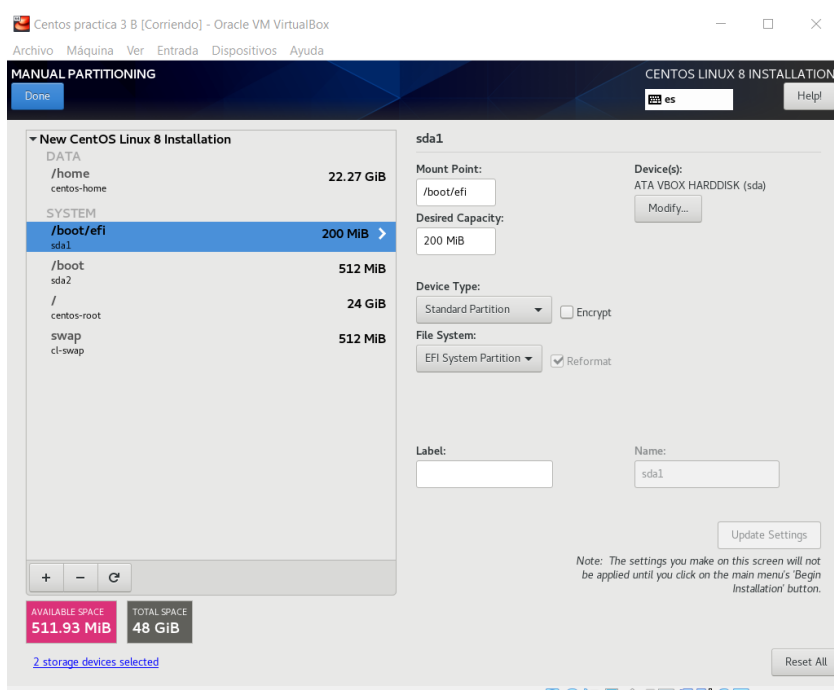 Centos practica 3 B [Corriendo] - Oracle VM VirtualBox
Archivo Máquina Ver Entrada Dispositivos Ayuda
MANUAL PARTITIONING
CENTOS LINUX 8 INSTALLATION
Done
es
Help!
New CentOS Linux 8 Installation
DATA
/home
22.27 GiB
centos-home
SYSTEM
/boot/efi
200 MiB
sda1
/boot
512 MiB
sda2
/
24 GiB
centos-root
swap
512 MiB
cl-swap
sda1
Mount Point:
/boot/efi
Desired Capacity:
200 MiB
Device(s):
ATA VBOX HARDDISK (sda)
Modify...
Device Type:
Standard Partition
Encrypt
File System:
EFI System Partition
Reformat
Label:
Name:
sda1
Update Settings
Note: The settings you make on this screen will not
be applied until you click on the main menu's 'Begin
Installation' button.
AVAILABLE SPACE
511.93 MiB
TOTAL SPACE
48 GiB
2 storage devices selected
Reset All